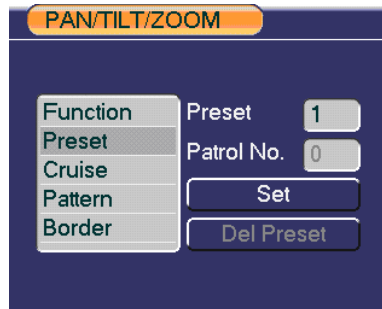 PAN/TILT/ZOOM
Function
Preset
Cruise
Pattern
Border
Preset 1
Patrol No. 0
Set
Del Preset